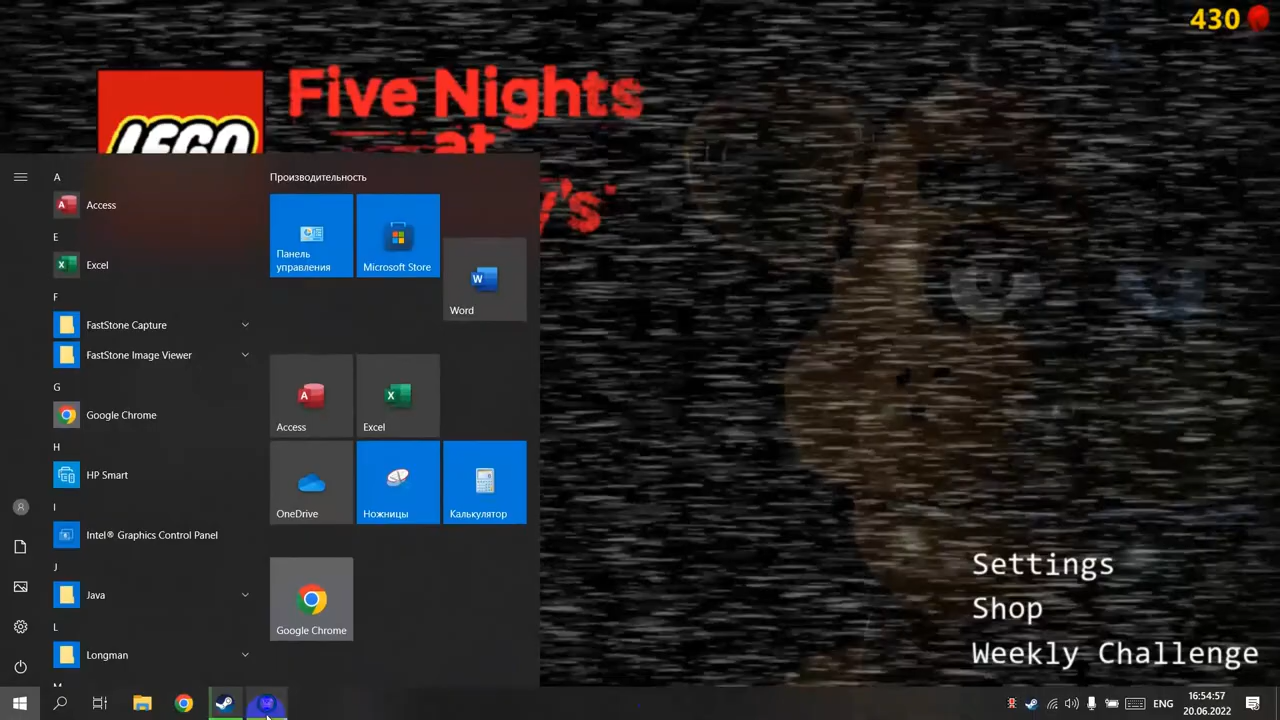 430
LEGO
Five Nights
at
y's
A
Access
E
Excel
F
FastStone Capture
FastStone Image Viewer
G
Google Chrome
H
HP Smart
I
Intel® Graphics Control Panel
J
Java
L
Longman
Производительность
Панель
управления
Microsoft Store
Word
Access
Excel
OneDrive
Ножницы
Калькулятор
Google Chrome
Settings
Shop
Weekly Challenge
ENG
16:54:57
20.06.2022